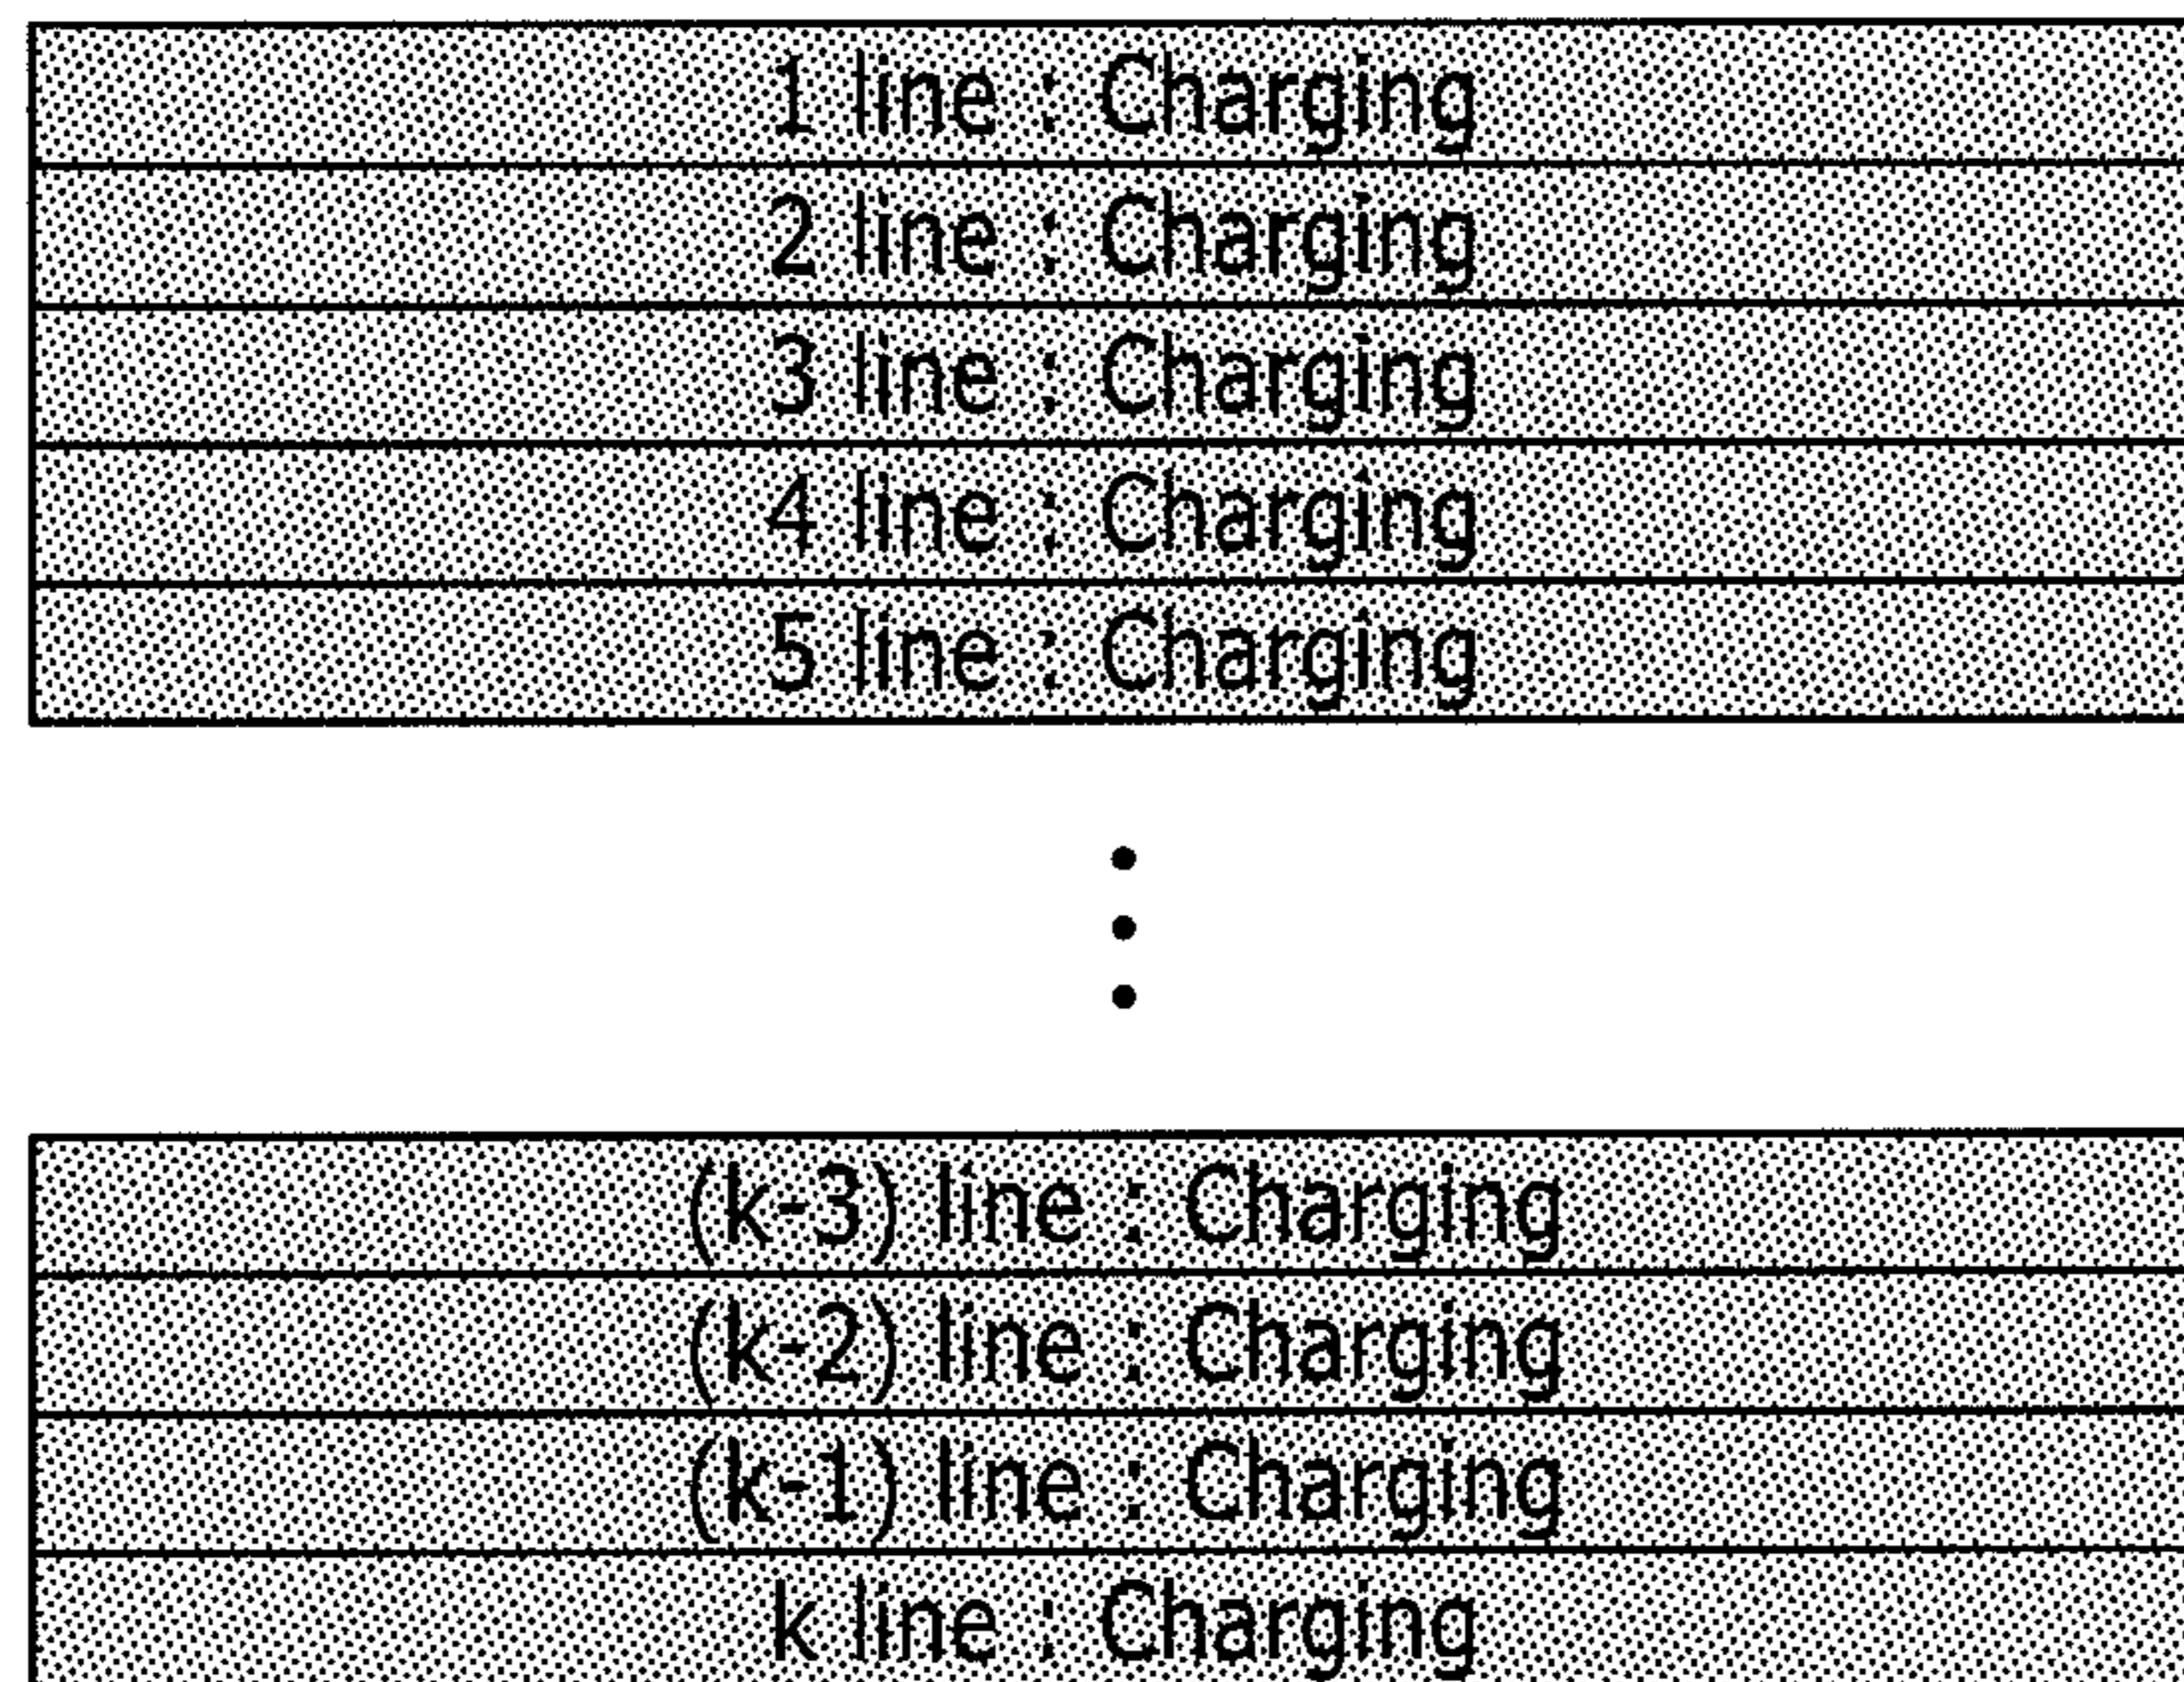 1 line : Charging
2 line : Charging
3 line : Charging
4 line : Charging
5 line : Charging
(k-3) line : Charging
(k-2) line : Charging
(k-1) line : Charging
k line : Charging